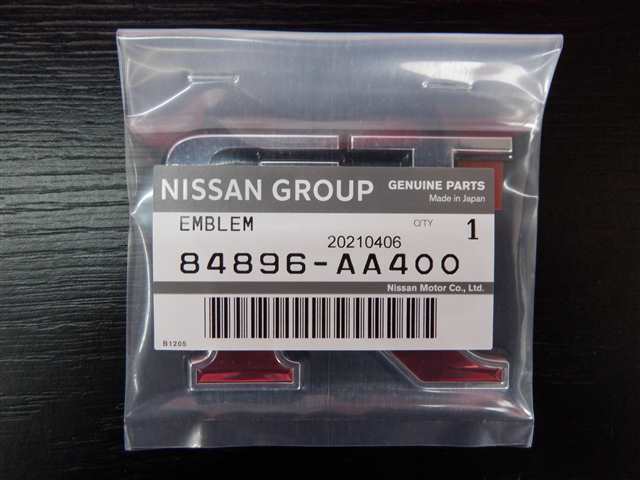 NISSAN GROUP GENUINE PARTS
Made in Japan
EMBLEM Q'TY 1
20210406
84896-AA400
Nissan Motor Co., Ltd.
B1205